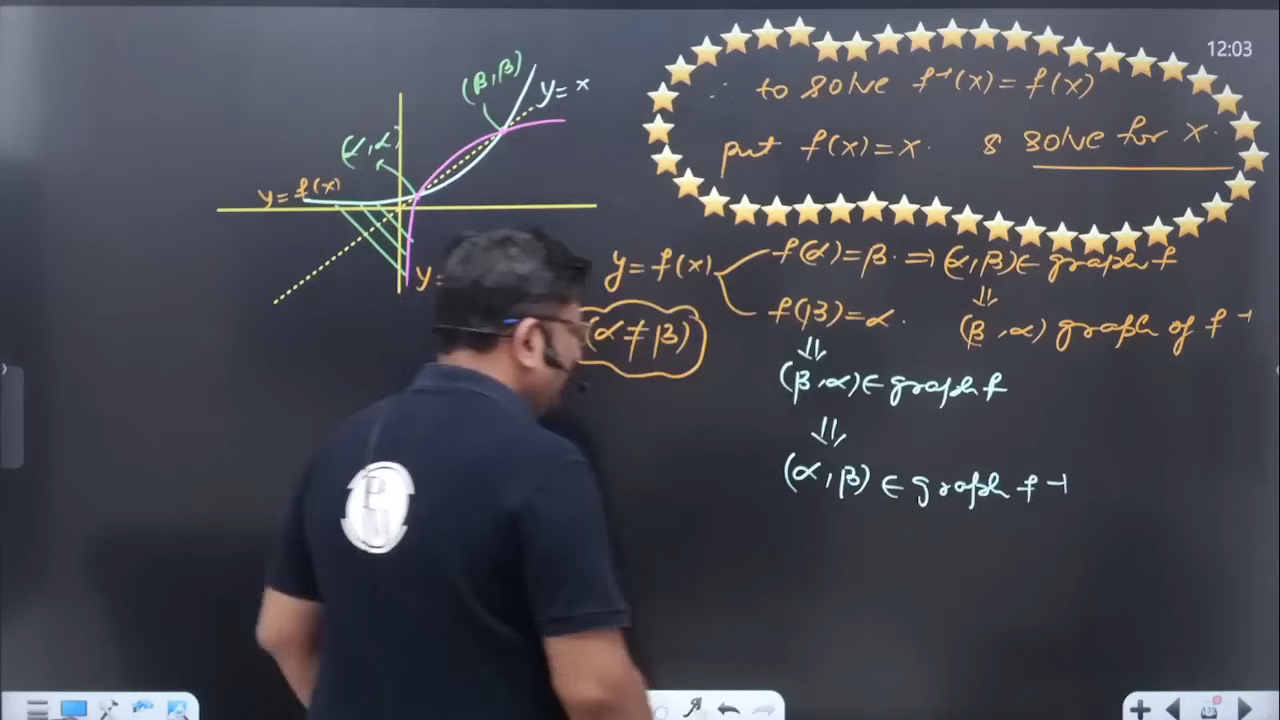 12:03
∴ to solve f⁻¹(x) = f(x)
put f(x) = x. & solve for x.
(β, β)
y = x
(α, α)
y = f(x)
y =
y = f(x)
f(α) = β. ⇒ (α, β) ∈ graph f
⇓
f(β) = α.
(β, α) graph of f⁻¹
(α ≠ β)
⇓
(β, α) ∈ graph f
⇓
(α, β) ∈ graph f⁻¹
P
W